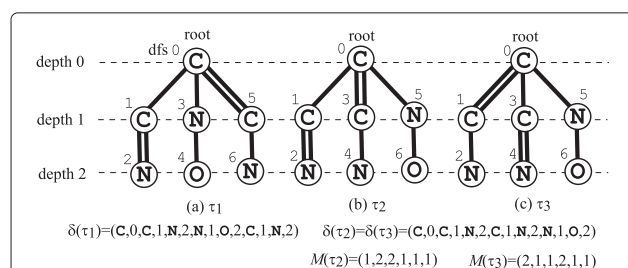 root root root
dfs 0 0 0
depth 0 C C C
1 3 5 1 3 5 1 3 5
depth 1 C N C C C N C C N
2 4 6 2 4 6 2 4 6
depth 2 N O N N N O N N O
(a) τ1 (b) τ2 (c) τ3
δ(τ1)=(C,0,C,1,N,2,N,1,O,2,C,1,N,2) δ(τ2)=δ(τ3)=(C,0,C,1,N,2,C,1,N,2,N,1,O,2)
M(τ2)=(1,2,2,1,1,1) M(τ3)=(2,1,1,2,1,1)